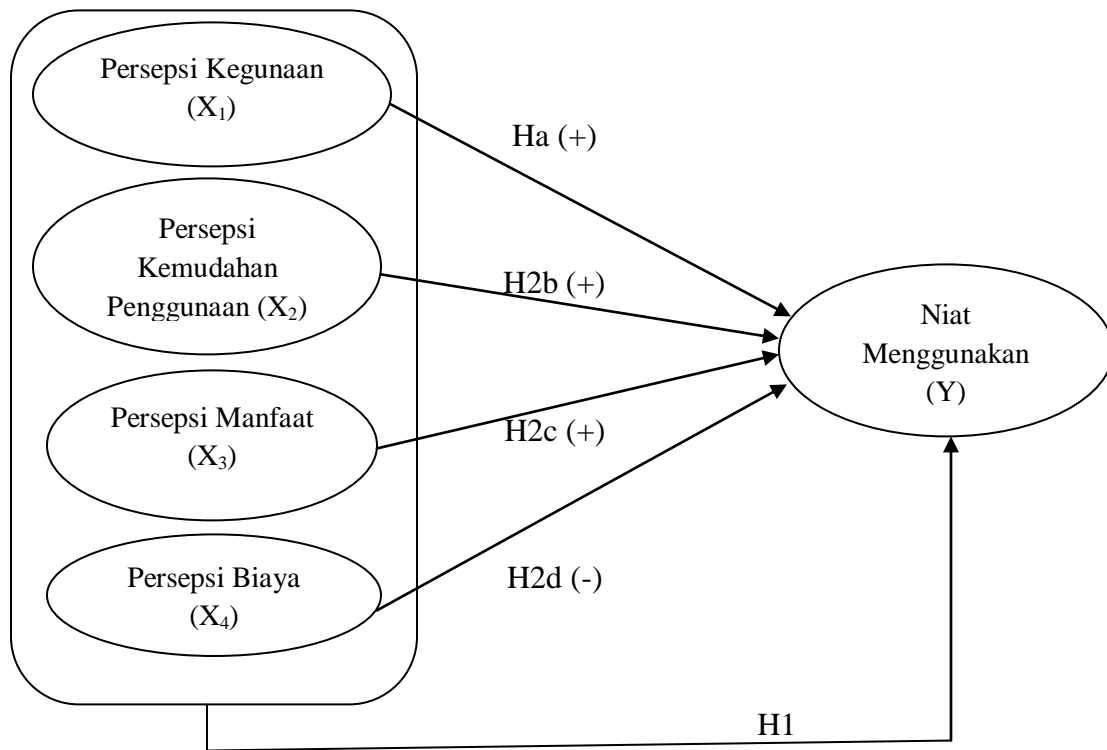 Persepsi Kegunaan
(X₁)
Ha (+)
Persepsi
Kemudahan
Penggunaan (X₂)
H2b (+)
Niat
Menggunakan
(Y)
Persepsi Manfaat
(X₃)
H2c (+)
Persepsi Biaya
(X₄)
H2d (-)
H1